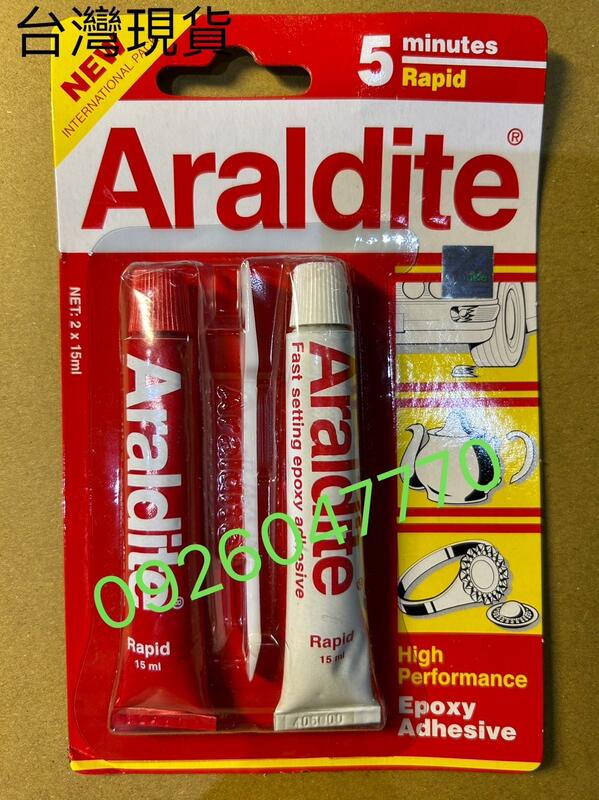 台灣現貨
NEW
INTERNATIONAL PACK
5 minutes
Rapid
Araldite®
NET: 2 x 15ml
Araldite®
Rapid
15 ml
Araldite
Fast setting epoxy adhesive
Araldite®
Rapid
15 ml
0926047770
High
Performance
Epoxy
Adhesive